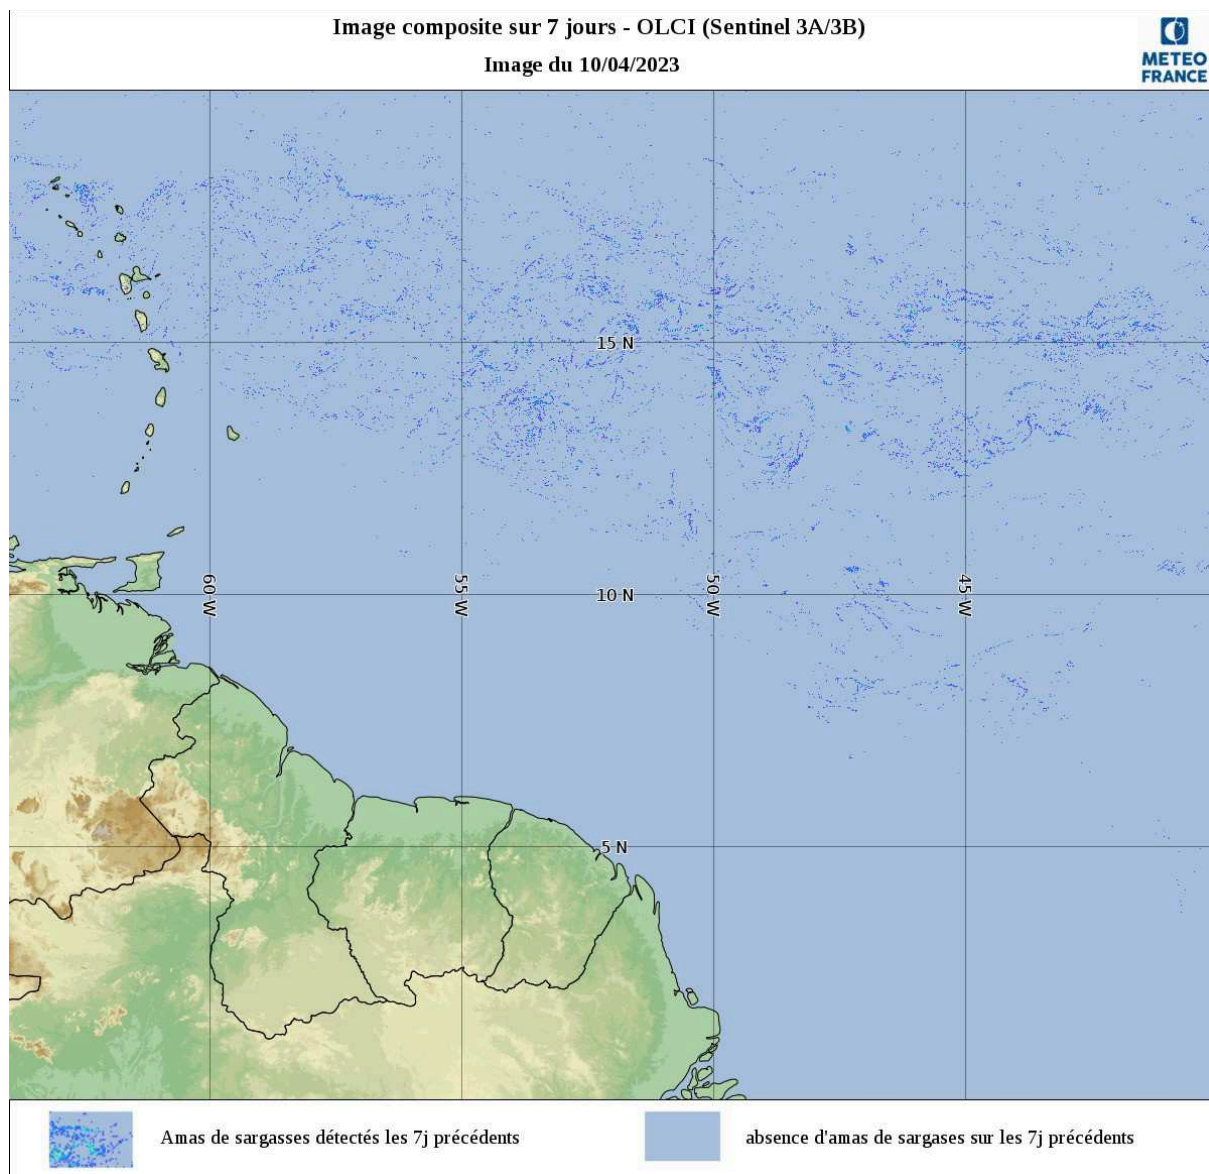 Image composite sur 7 jours - OLCI (Sentinel 3A/3B)
Image du 10/04/2023
METEO
FRANCE
15 N
60 W
55 W
10 N
50 W
45 W
5 N
Amas de sargasses détectés les 7j précédents
absence d'amas de sargases sur les 7j précédents